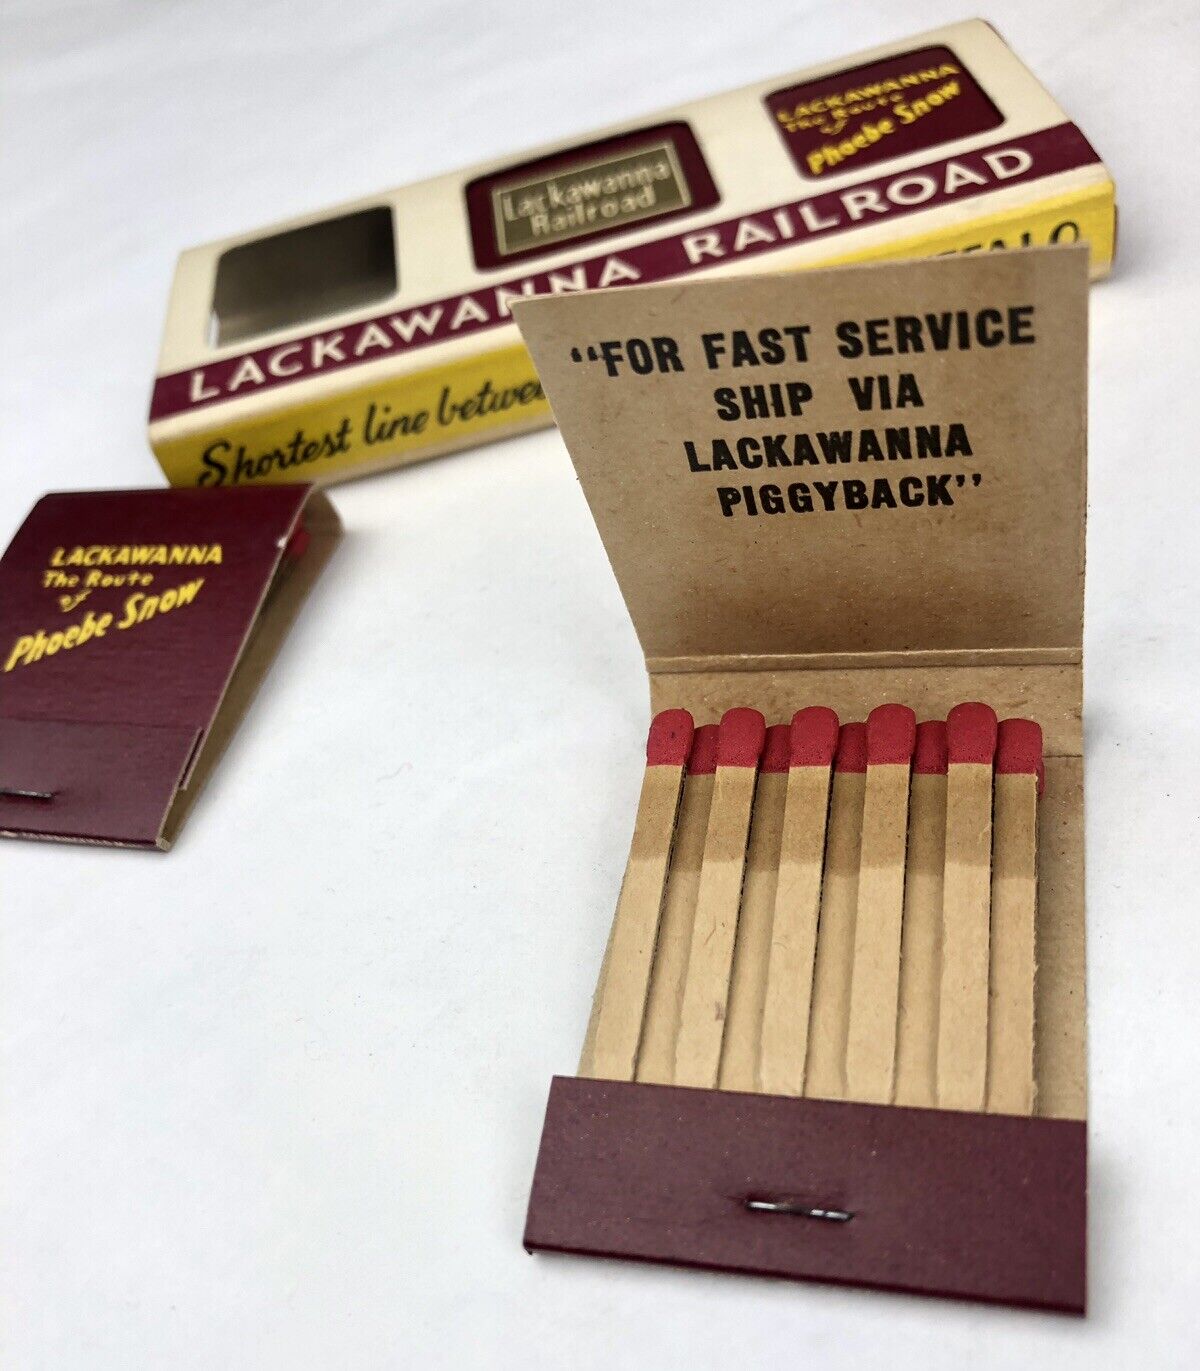 LACKAWANNA
The Route
of
Phoebe Snow
Lackawanna
Railroad
LACKAWANNA RAILROAD
Shortest line
"FOR FAST SERVICE
SHIP VIA
LACKAWANNA
PIGGYBACK"
LACKAWANNA
The Route
of
Phoebe Snow